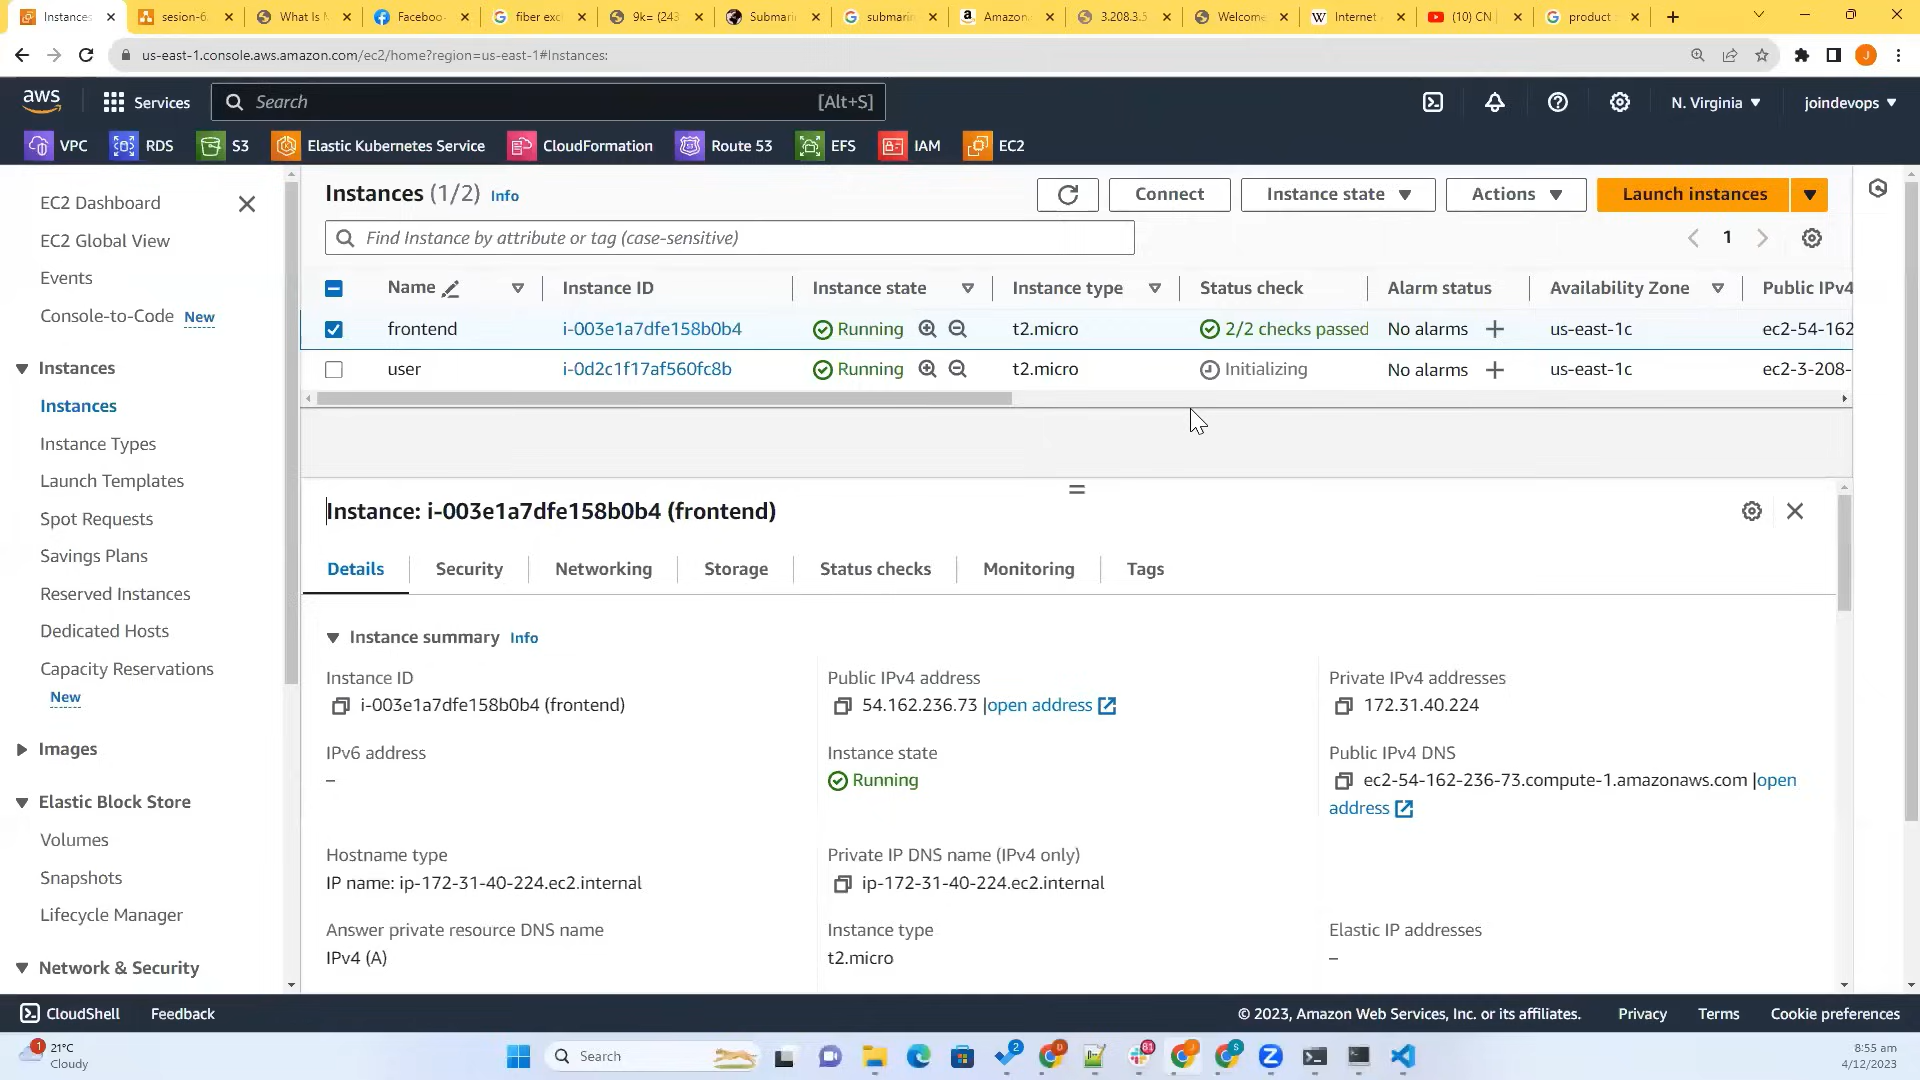 Instances
sesion-6
What Is M
Faceboo
fiber exc
9k= (243
Submarin
submarin
Amazon
3.208.3.5
Welcome
Internet
(10) CN
product
us-east-1.console.aws.amazon.com/ec2/home?region=us-east-1#Instances:
J
aws
Services
Search
[Alt+S]
N. Virginia
joindevops
VPC
RDS
S3
Elastic Kubernetes Service
CloudFormation
Route 53
EFS
IAM
EC2
EC2 Dashboard
EC2 Global View
Events
Console-to-Code New
Instances
Instances
Instance Types
Launch Templates
Spot Requests
Savings Plans
Reserved Instances
Dedicated Hosts
Capacity Reservations
New
Images
Elastic Block Store
Volumes
Snapshots
Lifecycle Manager
Network & Security
Instances (1/2) Info
Connect
Instance state
Actions
Launch instances
Find Instance by attribute or tag (case-sensitive)
1
Name Instance ID Instance state Instance type Status check Alarm status Availability Zone Public IPv4
frontend i-003e1a7dfe158b0b4 Running t2.micro 2/2 checks passed No alarms + us-east-1c ec2-54-162
user i-0d2c1f17af560fc8b Running t2.micro Initializing No alarms + us-east-1c ec2-3-208-
Instance: i-003e1a7dfe158b0b4 (frontend)
Details Security Networking Storage Status checks Monitoring Tags
Instance summary Info
Instance ID
i-003e1a7dfe158b0b4 (frontend)
Public IPv4 address
54.162.236.73 |open address
Private IPv4 addresses
172.31.40.224
IPv6 address
–
Instance state
Running
Public IPv4 DNS
ec2-54-162-236-73.compute-1.amazonaws.com |open
address
Hostname type
IP name: ip-172-31-40-224.ec2.internal
Private IP DNS name (IPv4 only)
ip-172-31-40-224.ec2.internal
Answer private resource DNS name
IPv4 (A)
Instance type
t2.micro
Elastic IP addresses
–
CloudShell
Feedback
© 2023, Amazon Web Services, Inc. or its affiliates.
Privacy
Terms
Cookie preferences
1
21°C
Cloudy
Search
2
D
81
J
S
Z
8:55 am
4/12/2023